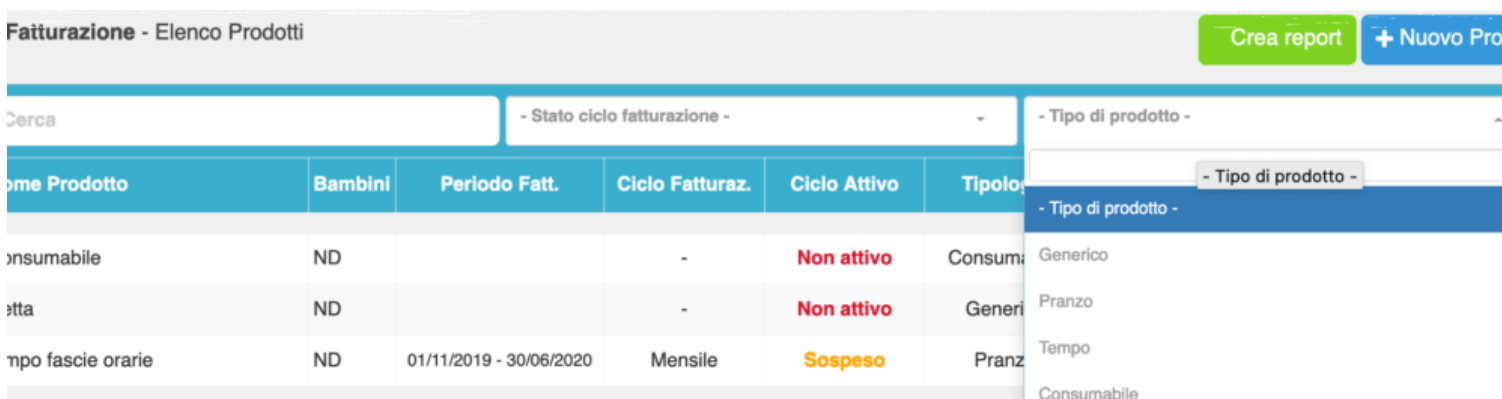 Fatturazione - Elenco Prodotti
Crea report
+ Nuovo Pro
Cerca
- Stato ciclo fatturazione -
- Tipo di prodotto -
ome Prodotto Bambini Periodo Fatt. Ciclo Fatturaz. Ciclo Attivo Tipolog
- Tipo di prodotto -
- Tipo di prodotto -
onsumabile ND - Non attivo Consuma
Generico
etta ND - Non attivo Generi
Pranzo
mpo fascie orarie ND 01/11/2019 - 30/06/2020 Mensile Sospeso Pranz
Tempo
Consumabile